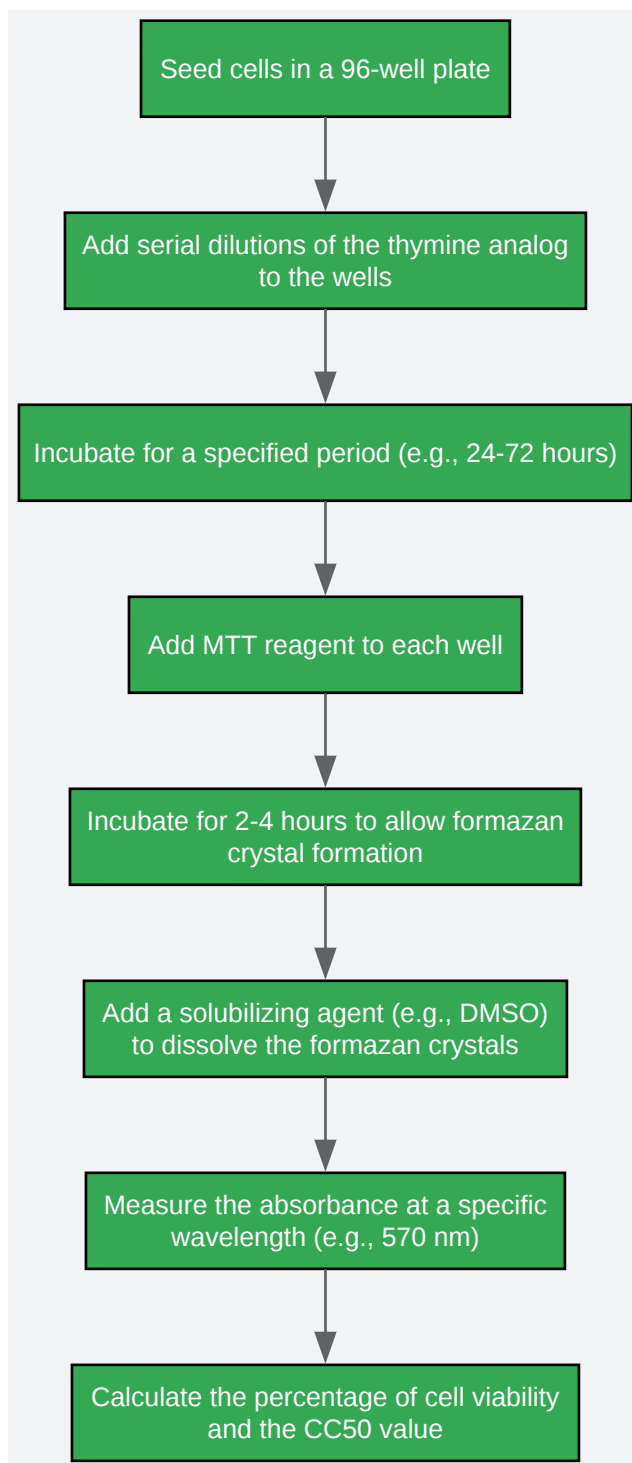 Seed cells in a 96-well plate
Add serial dilutions of the thymine analog
to the wells
Incubate for a specified period (e.g., 24-72 hours)
Add MTT reagent to each well
Incubate for 2-4 hours to allow formazan
crystal formation
Add a solubilizing agent (e.g., DMSO)
to dissolve the formazan crystals
Measure the absorbance at a specific
wavelength (e.g., 570 nm)
Calculate the percentage of cell viability
and the CC50 value